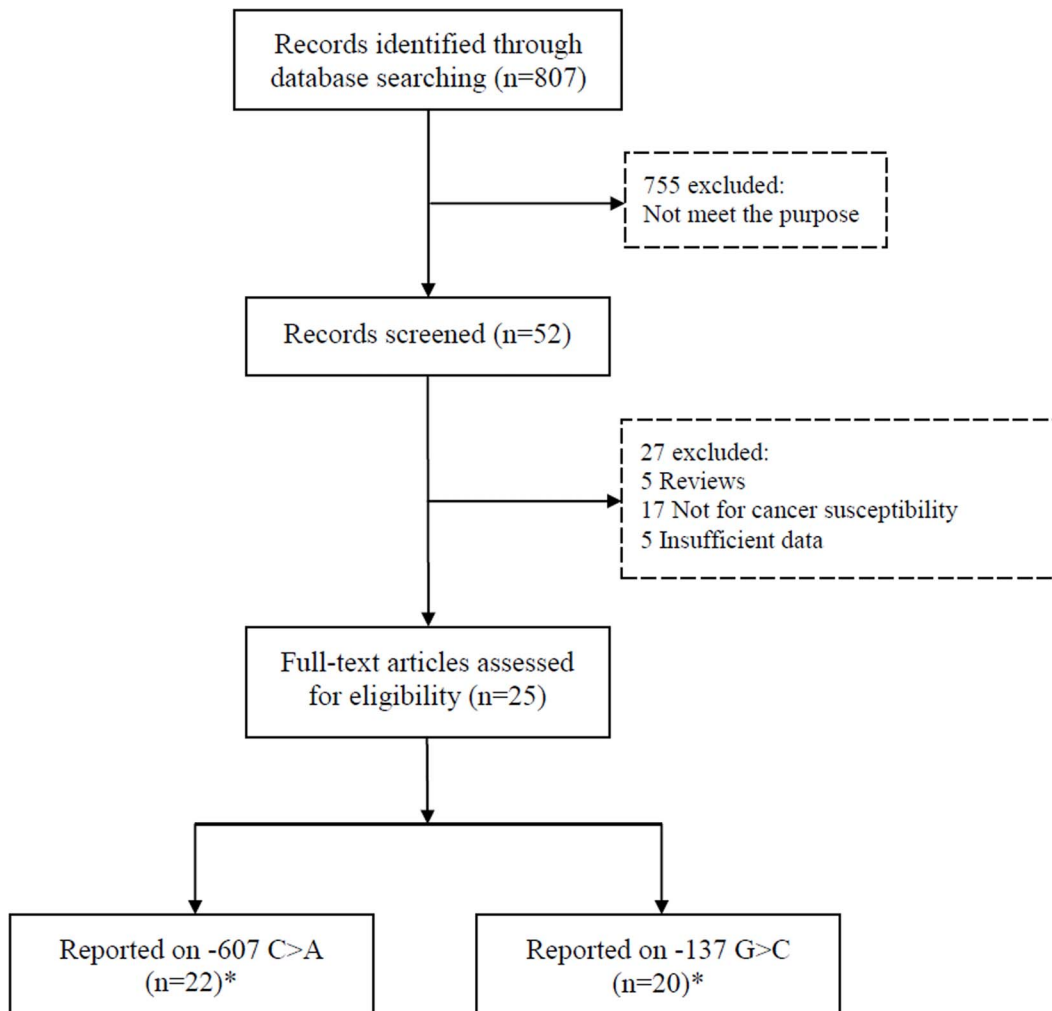 Records identified through
database searching (n=807)
755 excluded:
Not meet the purpose
Records screened (n=52)
27 excluded:
5 Reviews
17 Not for cancer susceptibility
5 Insufficient data
Full-text articles assessed
for eligibility (n=25)
Reported on -607 C>A
(n=22)*
Reported on -137 G>C
(n=20)*